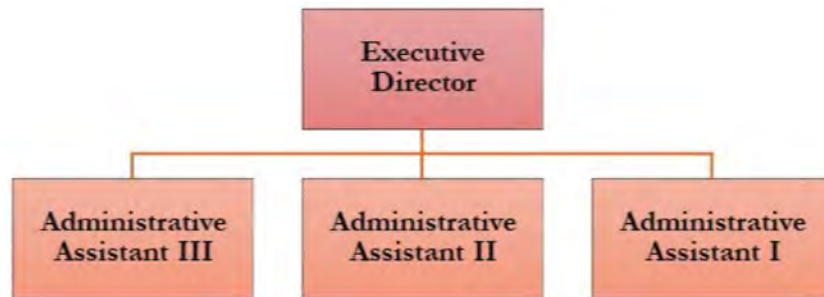 Executive
Director
Administrative
Assistant III
Administrative
Assistant II
Administrative
Assistant I